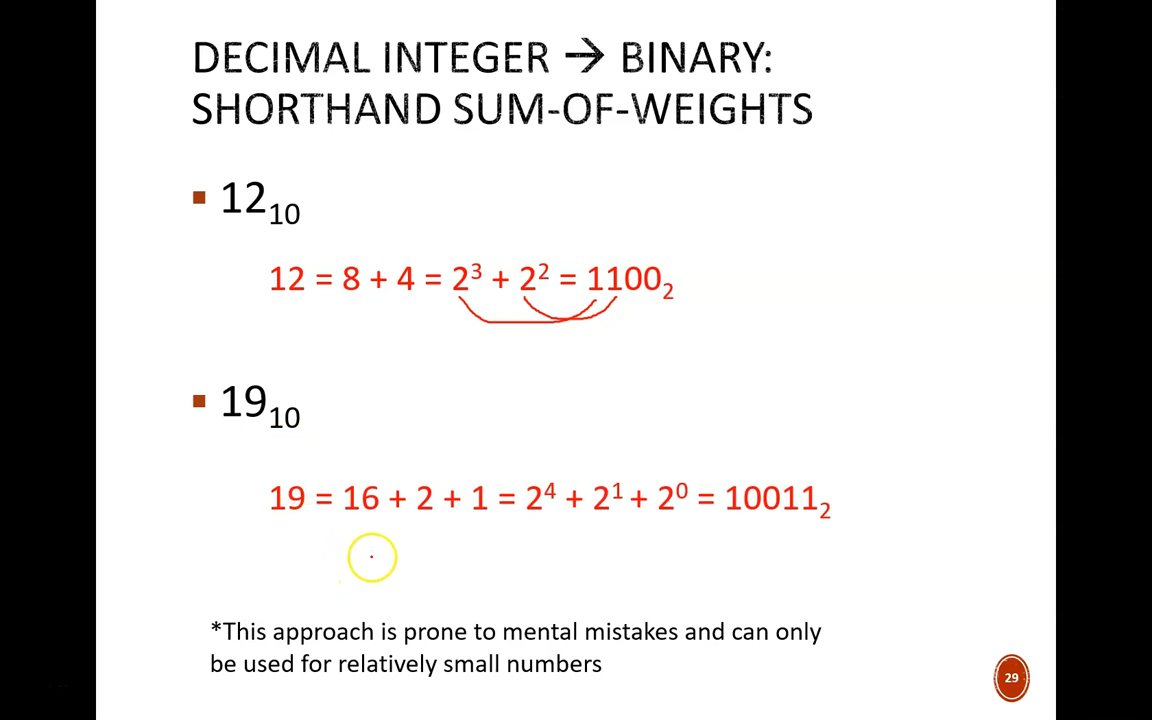 DECIMAL INTEGER → BINARY:
SHORTHAND SUM-OF-WEIGHTS
▪ 12₁₀
12 = 8 + 4 = 2³ + 2² = 1100₂
▪ 19₁₀
19 = 16 + 2 + 1 = 2⁴ + 2¹ + 2⁰ = 10011₂
*This approach is prone to mental mistakes and can only
be used for relatively small numbers
29